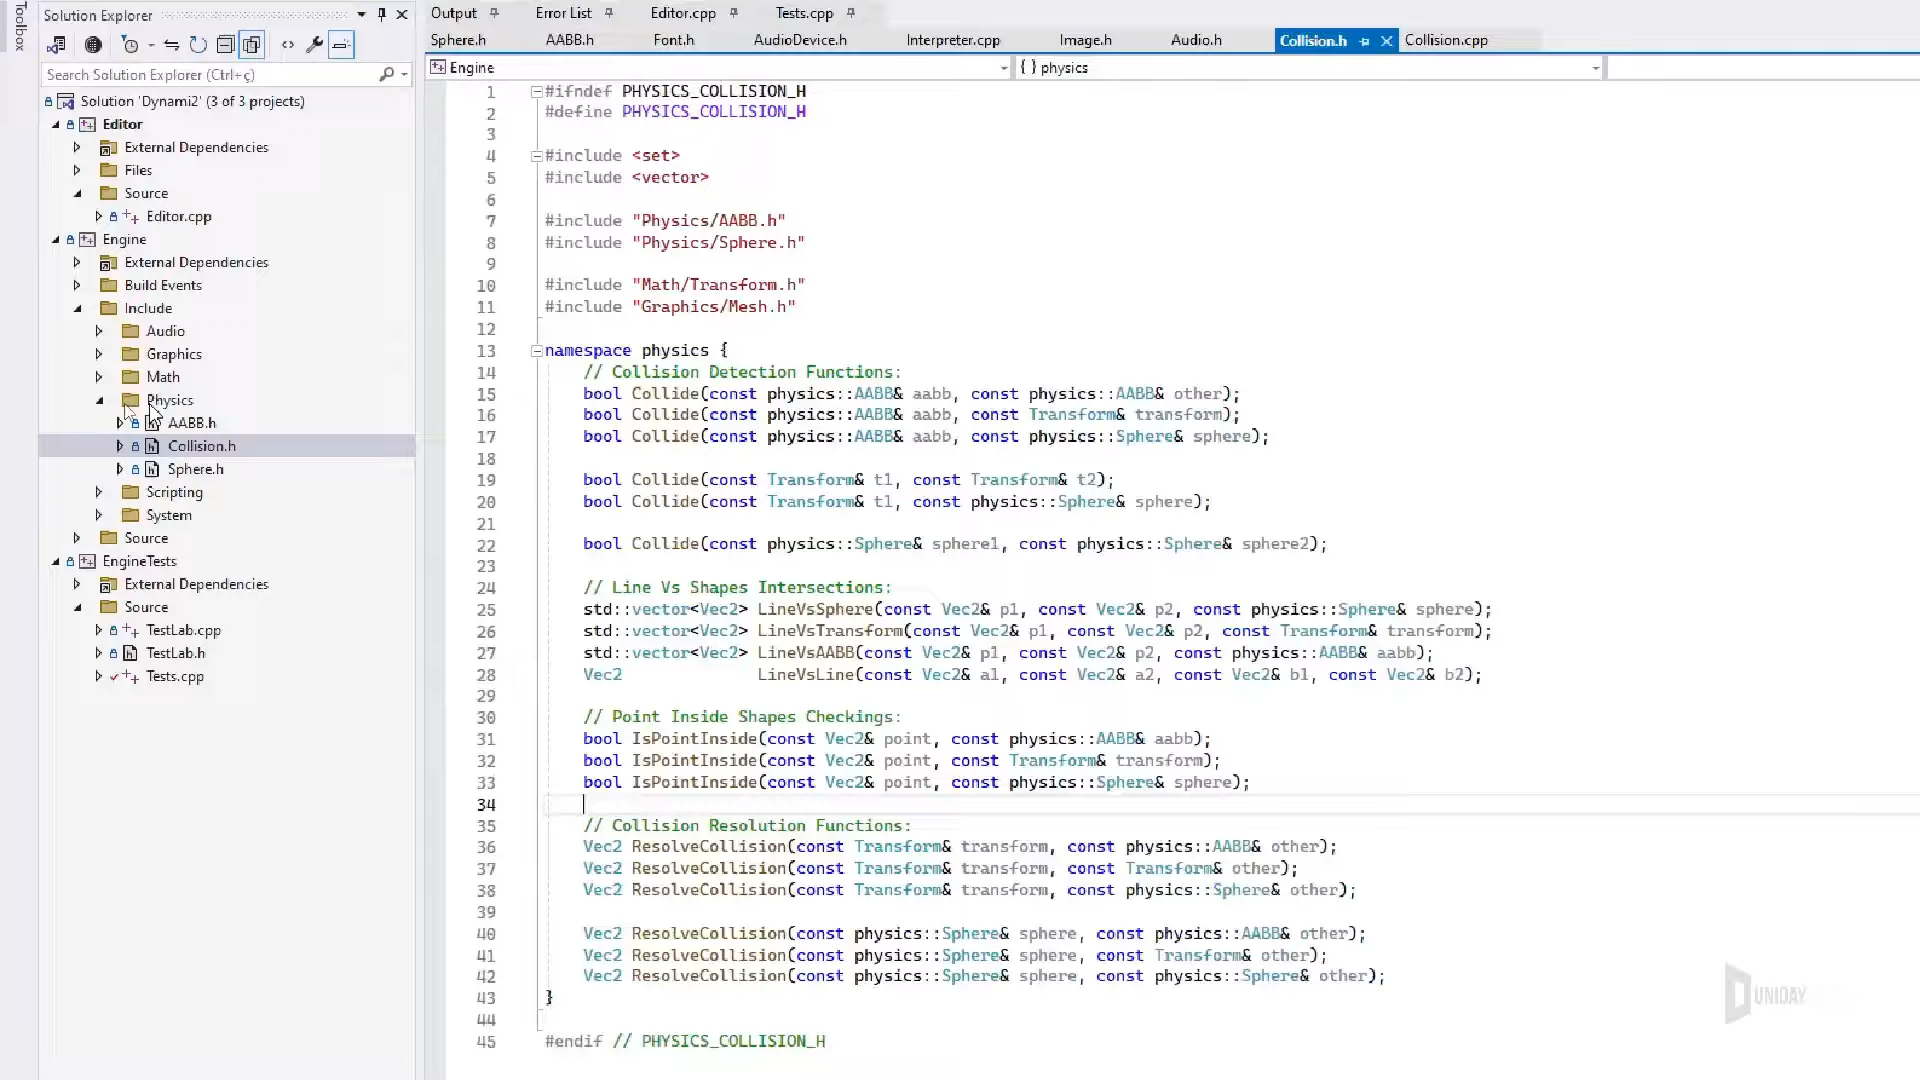 Toolbox
Solution Explorer
Search Solution Explorer (Ctrl+ç)
Solution 'Dynami2' (3 of 3 projects)
Editor
External Dependencies
Files
Source
Editor.cpp
Engine
External Dependencies
Build Events
Include
Audio
Graphics
Math
Physics
AABB.h
Collision.h
Sphere.h
Scripting
System
Source
EngineTests
External Dependencies
Source
TestLab.cpp
TestLab.h
Tests.cpp
Output Error List Editor.cpp Tests.cpp
Sphere.h AABB.h Font.h AudioDevice.h Interpreter.cpp Image.h Audio.h Collision.h Collision.cpp
Engine { } physics
1 #ifndef PHYSICS_COLLISION_H
2 #define PHYSICS_COLLISION_H
3
4 #include <set>
5 #include <vector>
6
7 #include "Physics/AABB.h"
8 #include "Physics/Sphere.h"
9
10 #include "Math/Transform.h"
11 #include "Graphics/Mesh.h"
12
13 namespace physics {
14 // Collision Detection Functions:
15 bool Collide(const physics::AABB& aabb, const physics::AABB& other);
16 bool Collide(const physics::AABB& aabb, const Transform& transform);
17 bool Collide(const physics::AABB& aabb, const physics::Sphere& sphere);
18
19 bool Collide(const Transform& t1, const Transform& t2);
20 bool Collide(const Transform& t1, const physics::Sphere& sphere);
21
22 bool Collide(const physics::Sphere& sphere1, const physics::Sphere& sphere2);
23
24 // Line Vs Shapes Intersections:
25 std::vector<Vec2> LineVsSphere(const Vec2& p1, const Vec2& p2, const physics::Sphere& sphere);
26 std::vector<Vec2> LineVsTransform(const Vec2& p1, const Vec2& p2, const Transform& transform);
27 std::vector<Vec2> LineVsAABB(const Vec2& p1, const Vec2& p2, const physics::AABB& aabb);
28 Vec2 LineVsLine(const Vec2& a1, const Vec2& a2, const Vec2& b1, const Vec2& b2);
29
30 // Point Inside Shapes Checkings:
31 bool IsPointInside(const Vec2& point, const physics::AABB& aabb);
32 bool IsPointInside(const Vec2& point, const Transform& transform);
33 bool IsPointInside(const Vec2& point, const physics::Sphere& sphere);
34
35 // Collision Resolution Functions:
36 Vec2 ResolveCollision(const Transform& transform, const physics::AABB& other);
37 Vec2 ResolveCollision(const Transform& transform, const Transform& other);
38 Vec2 ResolveCollision(const Transform& transform, const physics::Sphere& other);
39
40 Vec2 ResolveCollision(const physics::Sphere& sphere, const physics::AABB& other);
41 Vec2 ResolveCollision(const physics::Sphere& sphere, const Transform& other);
42 Vec2 ResolveCollision(const physics::Sphere& sphere, const physics::Sphere& other);
43 }
44
45 #endif // PHYSICS_COLLISION_H
UNIDAY